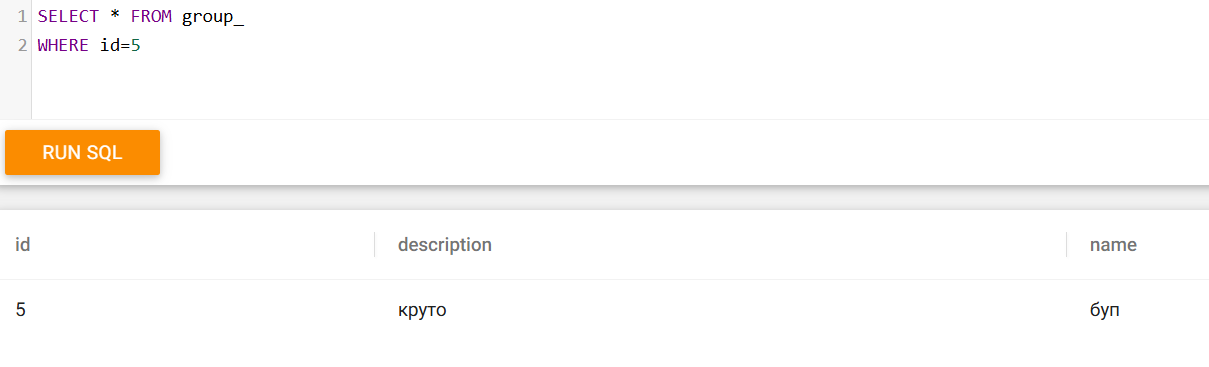 1 SELECT * FROM group_
2 WHERE id=5
RUN SQL
id description name
5 круто буп